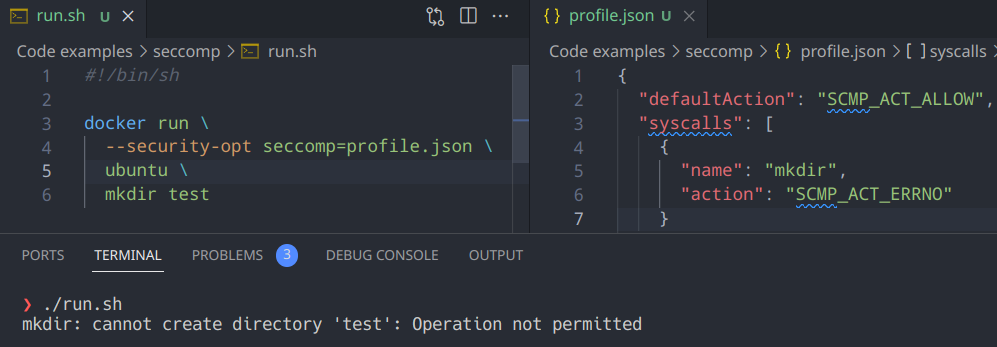 run.sh U
Code examples > seccomp > run.sh
1 #!/bin/sh
2
3 docker run \
4 --security-opt seccomp=profile.json \
5 ubuntu \
6 mkdir test
profile.json U
Code examples > seccomp > {} profile.json > [ ] syscalls >
1 {
2 "defaultAction": "SCMP_ACT_ALLOW",
3 "syscalls": [
4 {
5 "name": "mkdir",
6 "action": "SCMP_ACT_ERRNO"
7 }
PORTS TERMINAL PROBLEMS 3 DEBUG CONSOLE OUTPUT
❯ ./run.sh
mkdir: cannot create directory 'test': Operation not permitted